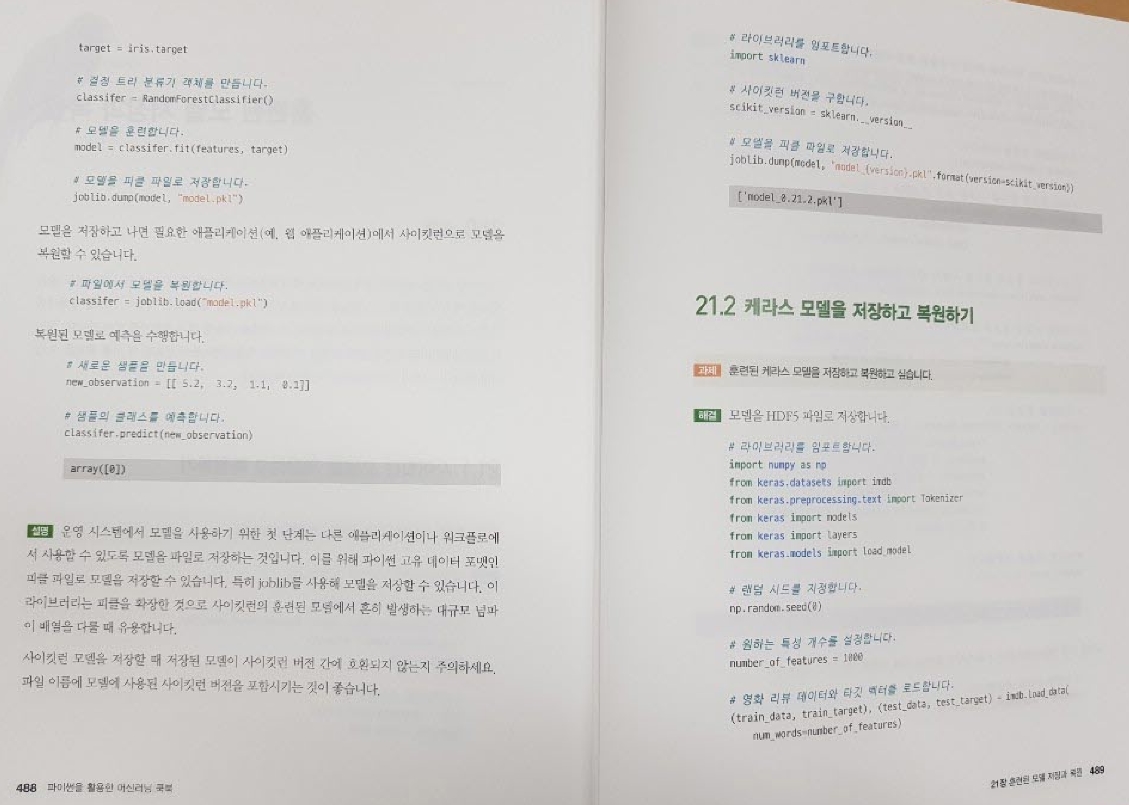 target = iris.target
# 결정 트리 분류기 객체를 만듭니다.
classifer = RandomForestClassifier()
# 모델을 훈련합니다.
model = classifer.fit(features, target)
# 모델을 피클 파일로 저장합니다.
joblib.dump(model, "model.pkl")
모델을 저장하고 나면 필요한 애플리케이션(예, 웹 애플리케이션)에서 사이킷런으로 모델을
복원할 수 있습니다.
# 파일에서 모델을 복원합니다.
classifer = joblib.load("model.pkl")
복원된 모델로 예측을 수행합니다.
# 새로운 샘플을 만듭니다.
new_observation = [[ 5.2, 3.2, 1.1, 0.1]]
# 샘플의 클래스를 예측합니다.
classifer.predict(new_observation)
array([0])
설명 운영 시스템에서 모델을 사용하기 위한 첫 단계는 다른 애플리케이션이나 워크플로에
서 사용할 수 있도록 모델을 파일로 저장하는 것입니다. 이를 위해 파이썬 고유 데이터 포맷인
피클 파일로 모델을 저장할 수 있습니다. 특히 joblib를 사용해 모델을 저장할 수 있습니다. 이
라이브러리는 피클을 확장한 것으로 사이킷런의 훈련된 모델에서 흔히 발생하는 대규모 넘파
이 배열을 다룰 때 유용합니다.
사이킷런 모델을 저장할 때 저장된 모델이 사이킷런 버전 간에 호환되지 않는지 주의하세요.
파일 이름에 모델에 사용된 사이킷런 버전을 포함시키는 것이 좋습니다.
488 파이썬을 활용한 머신러닝 쿡북
# 라이브러리를 임포트합니다.
import sklearn
# 사이킷런 버전을 구합니다.
scikit_version = sklearn.__version__
# 모델을 피클 파일로 저장합니다.
joblib.dump(model, "model_{version}.pkl".format(version=scikit_version))
['model_0.21.2.pkl']
21.2 케라스 모델을 저장하고 복원하기
과제 훈련된 케라스 모델을 저장하고 복원하고 싶습니다.
해결 모델을 HDF5 파일로 저장합니다.
# 라이브러리를 임포트합니다.
import numpy as np
from keras.datasets import imdb
from keras.preprocessing.text import Tokenizer
from keras import models
from keras import layers
from keras.models import load_model
# 랜덤 시드를 지정합니다.
np.random.seed(0)
# 원하는 특성 개수를 설정합니다.
number_of_features = 1000
# 영화 리뷰 데이터와 타깃 벡터를 로드합니다.
(train_data, train_target), (test_data, test_target) = imdb.load_data(
num_words=number_of_features)
21장 훈련된 모델 저장과 복원 489